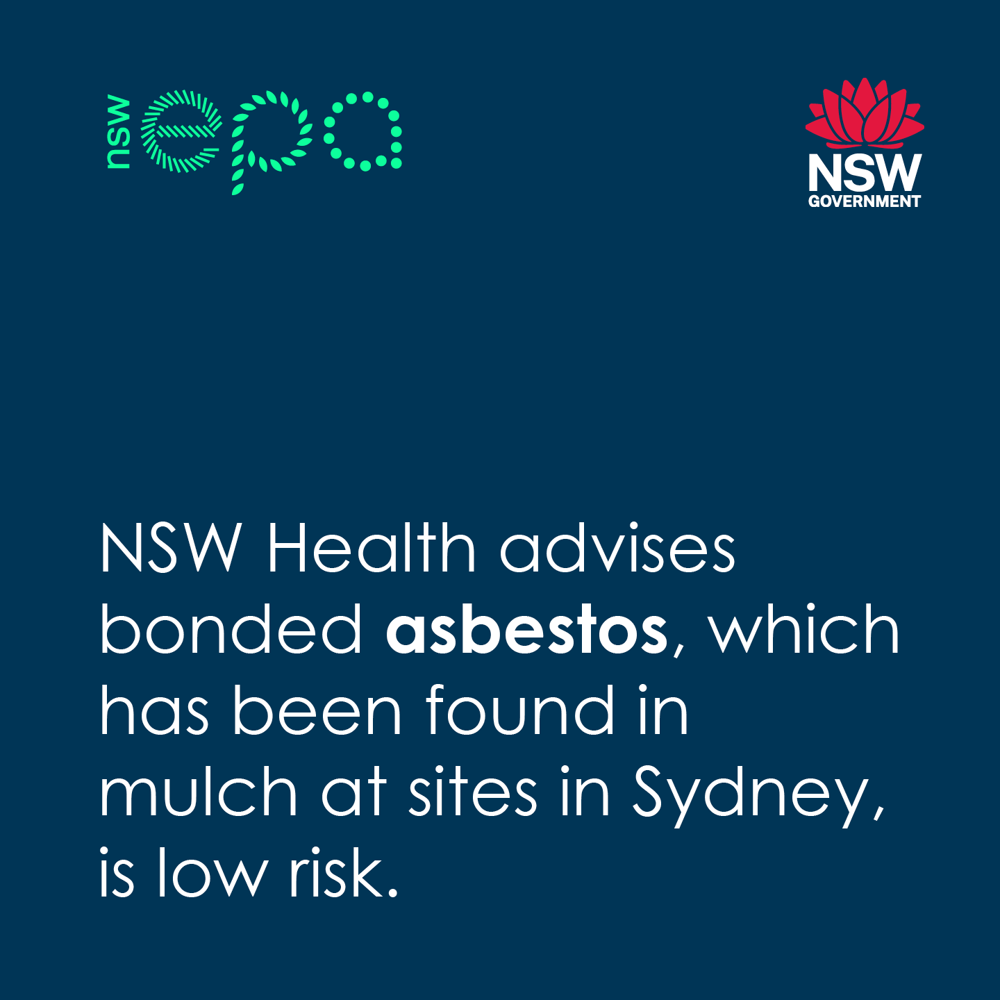 nsw epa
NSW
GOVERNMENT
NSW Health advises
bonded asbestos, which
has been found in
mulch at sites in Sydney,
is low risk.